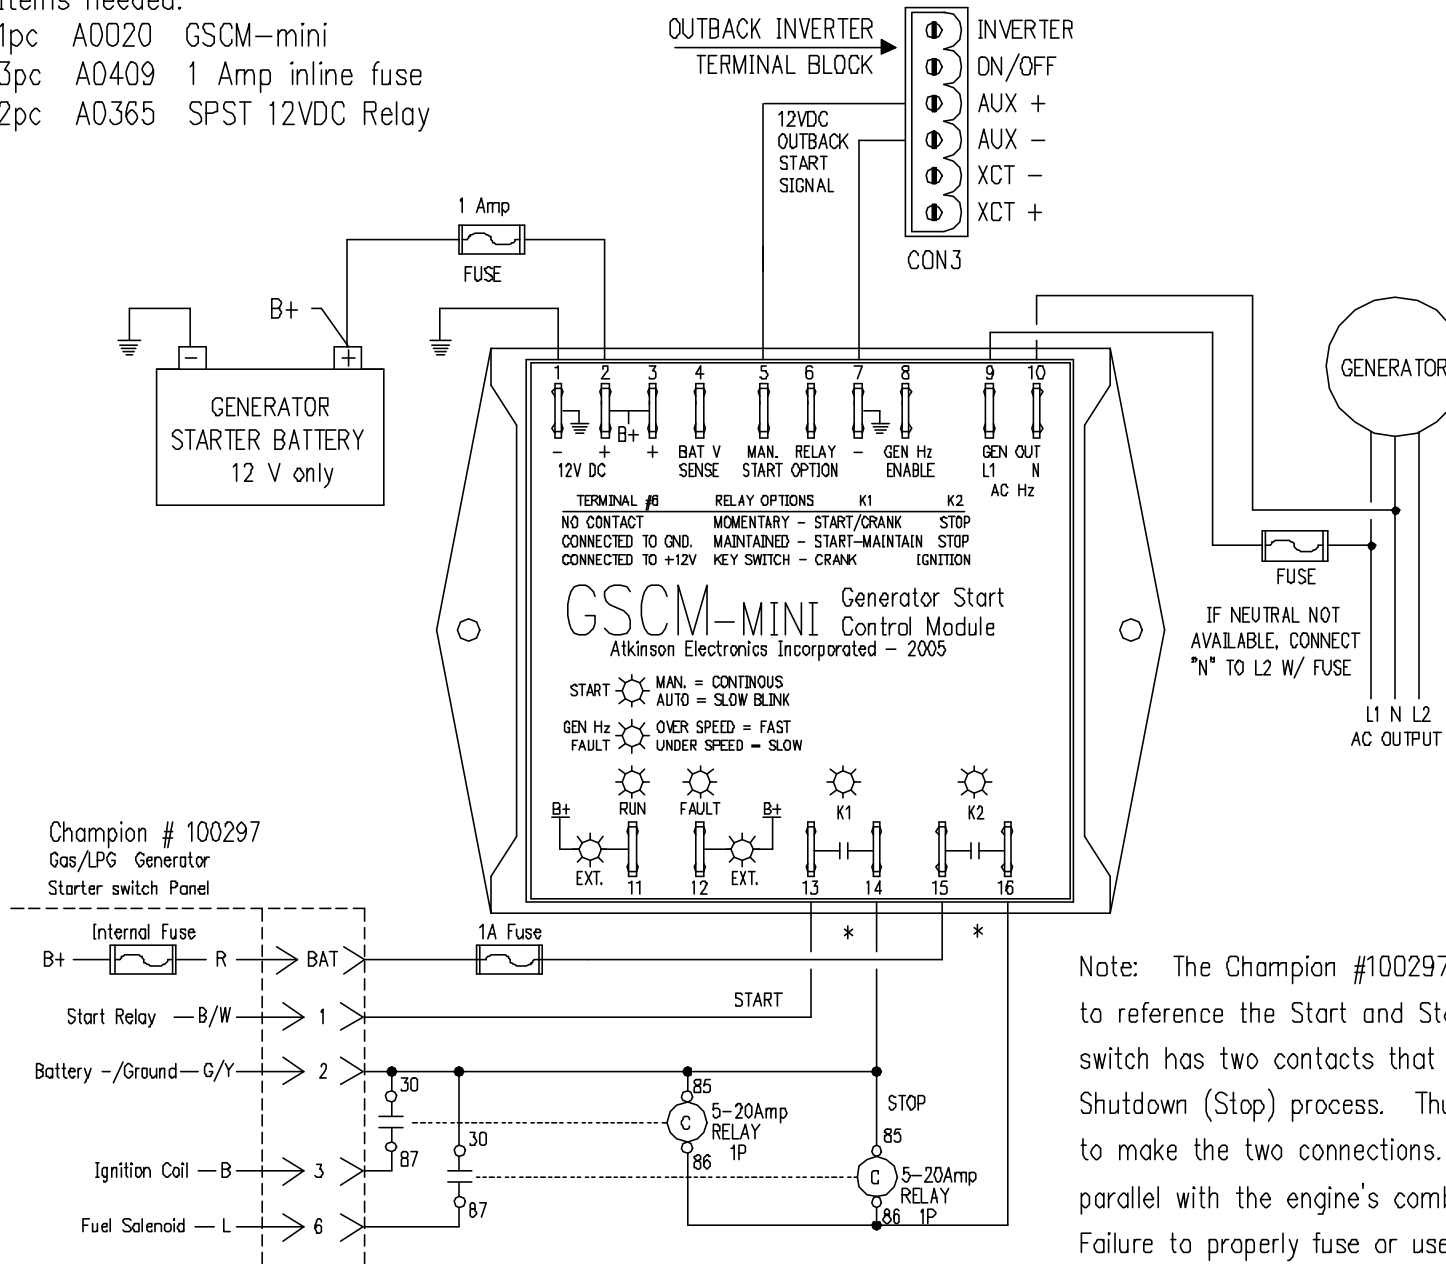 Items needed:
1pc A0020 GSCM-mini
3pc A0409 1 Amp inline fuse
2pc A0365 SPST 12VDC Relay
OUTBACK INVERTER
TERMINAL BLOCK
INVERTER
ON/OFF
AUX +
AUX -
XCT -
XCT +
CON3
12VDC
OUTBACK
START
SIGNAL
1 Amp
FUSE
B+
- +
GENERATOR
STARTER BATTERY
12 V only
GENERATOR
1 2 3 4 5 6 7 8 9 10
B+
- + + BAT V MAN. RELAY - GEN Hz GEN OUT
12V DC SENSE START OPTION ENABLE L1 N
AC Hz
TERMINAL #6 RELAY OPTIONS K1 K2
NO CONTACT MOMENTARY - START/CRANK STOP
CONNECTED TO GND. MAINTAINED - START-MAINTAIN STOP
CONNECTED TO +12V KEY SWITCH - CRANK IGNITION
GSCM-MINI Generator Start
Control Module
Atkinson Electronics Incorporated - 2005
START MAN. = CONTINOUS
AUTO = SLOW BLINK
GEN Hz OVER SPEED = FAST
FAULT UNDER SPEED = SLOW
B+ RUN FAULT B+ K1 K2
EXT. 11 12 EXT. 13 14 15 16
* *
FUSE
IF NEUTRAL NOT
AVAILABLE, CONNECT
"N" TO L2 W/ FUSE
L1 N L2
AC OUTPUT
Champion # 100297
Gas/LPG Generator
Starter switch Panel
Internal Fuse
B+ R BAT
1A Fuse
Start Relay - B/W 1
START
Battery -/Ground - G/Y 2
30
87
30
87
85
5-20Amp
RELAY
1P
86
STOP
85
C
5-20Amp
RELAY
1P
86
C
Ignition Coil - B 3
Fuel Salenoid - L 6
Note: The Champion #100297
to reference the Start and
switch has two contacts that
Shutdown (Stop) process.
to make the two connections.
parallel with the engine's
Failure to properly fuse or use